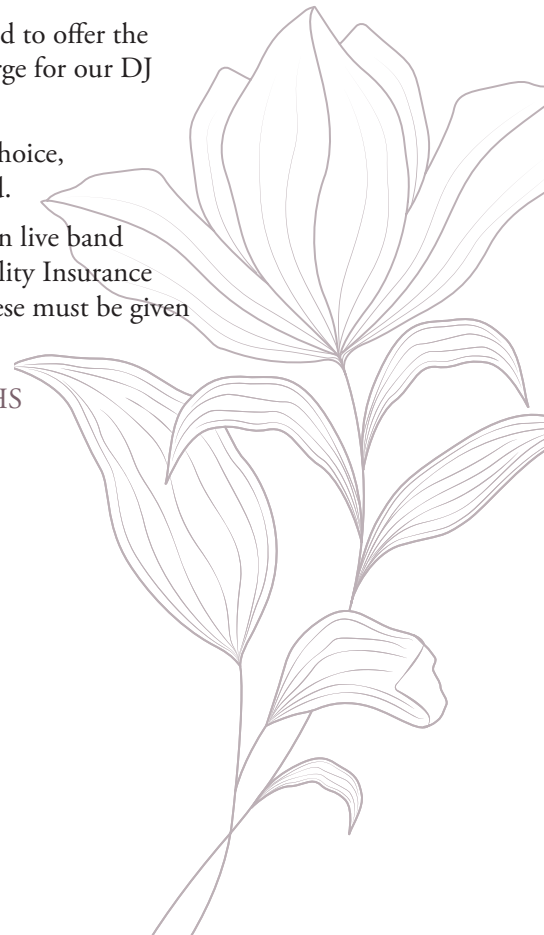 d to offer the
rge for our DJ
hoice,
d.
n live band
lity Insurance
ese must be given
HS